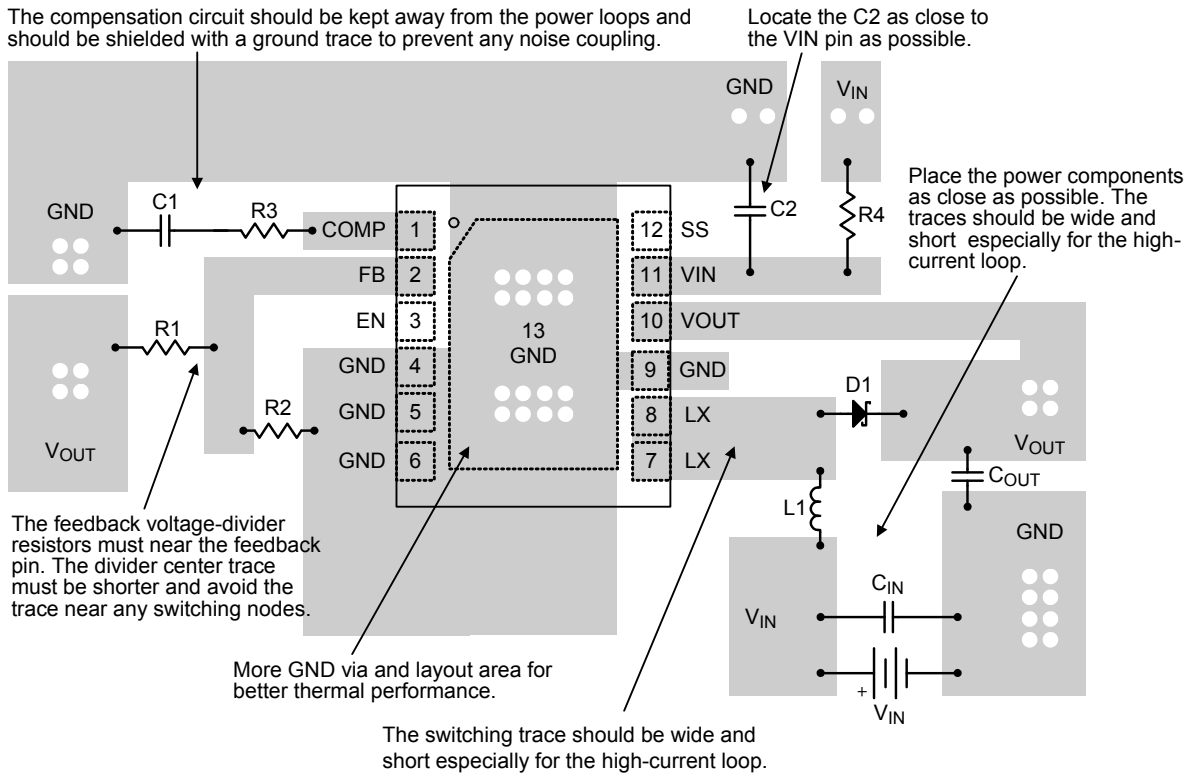 The compensation circuit should be kept away from the power loops and
should be shielded with a ground trace to prevent any noise coupling.
Locate the C2 as close to
the VIN pin as possible.
GND
VIN
Place the power components
as close as possible. The
traces should be wide and
short especially for the high-
current loop.
GND
C1
R3
COMP
1
12
SS
C2
R4
FB
2
11
VIN
EN
3
10
VOUT
13
GND
R1
GND
4
9
GND
R2
GND
5
8
LX
D1
VOUT
GND
6
7
LX
VOUT
COUT
L1
GND
The feedback voltage-divider
resistors must near the feedback
pin. The divider center trace
must be shorter and avoid the
trace near any switching nodes.
VIN
CIN
+
VIN
More GND via and layout area for
better thermal performance.
The switching trace should be wide and
short especially for the high-current loop.